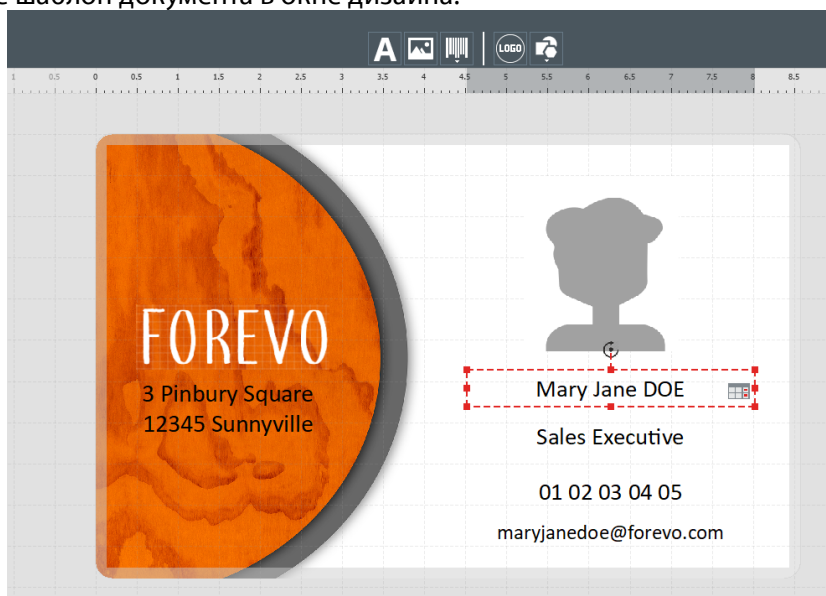 шаблон документа в окне дизайна.
A LOGO
1 0.5 0 0.5 1 1.5 2 2.5 3 3.5 4 4.5 5 5.5 6 6.5 7 7.5 8 8.5
FOREVO
3 Pinbury Square
12345 Sunnyville
Mary Jane DOE
Sales Executive
01 02 03 04 05
maryjanedoe@forevo.com